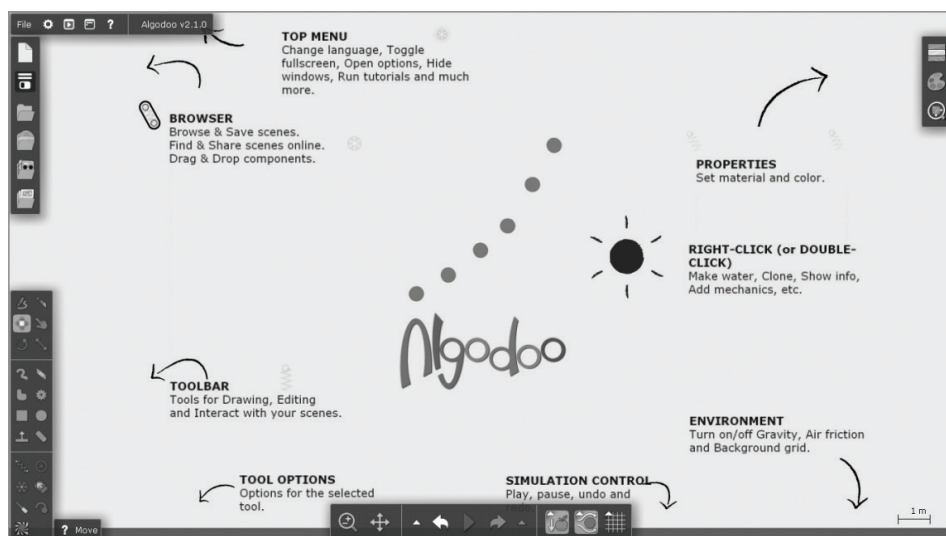 File ? Algodoo v2.1.0
TOP MENU
Change language, Toggle
fullscreen, Open options, Hide
windows, Run tutorials and much
more.
BROWSER
Browse & Save scenes.
Find & Share scenes online.
Drag & Drop components.
PROPERTIES
Set material and color.
RIGHT-CLICK (or DOUBLE-
CLICK)
Make water, Clone, Show info,
Add mechanics, etc.
Algodoo
TOOLBAR
Tools for Drawing, Editing
and Interact with your scenes.
ENVIRONMENT
Turn on/off Gravity, Air friction
and Background grid.
TOOL OPTIONS
Options for the selected
tool.
SIMULATION CONTROL
Play, pause, undo and
? Move
1 m